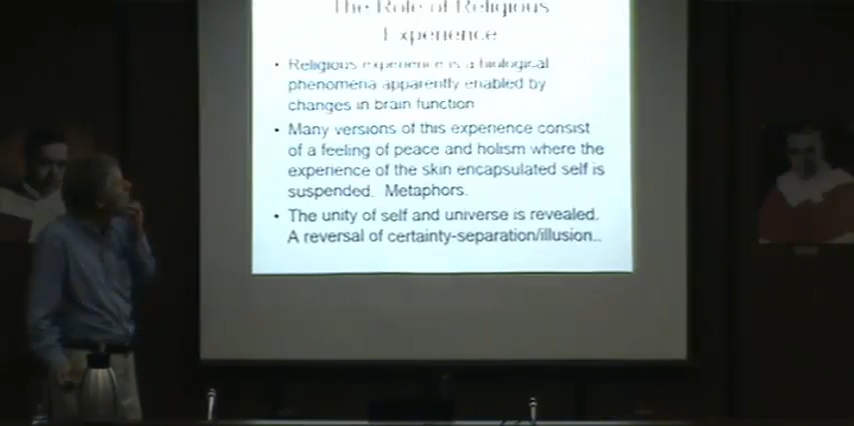 The Role of Religious
Experience
• Religious experience is a biological
phenomena apparently enabled by
changes in brain function
• Many versions of this experience consist
of a feeling of peace and holism where the
experience of the skin encapsulated self is
suspended. Metaphors.
• The unity of self and universe is revealed.
A reversal of certainty-separation/illusion..